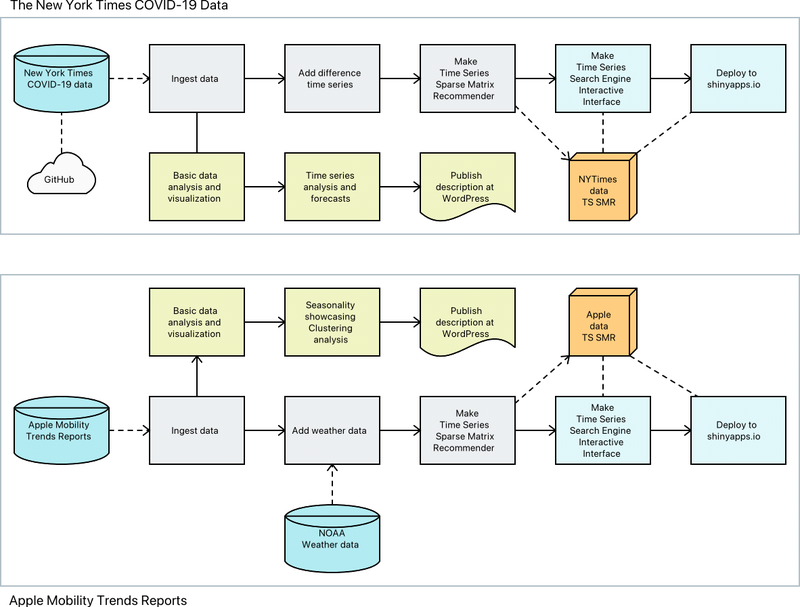 The New York Times COVID-19 Data
New York Times
COVID-19 data
Ingest data
Add difference
time series
Make
Time Series
Sparse Matrix
Recommender
Make
Time Series
Search Engine
Interactive
Interface
Deploy to
shinyapps.io
GitHub
Basic data
analysis and
visualization
Time series
analysis and
forecasts
Publish
description at
WordPress
NYTimes
data
TS SMR
Basic data
analysis and
visualization
Seasonality
showcasing
Clustering
analysis
Publish
description at
WordPress
Apple
data
TS SMR
Apple Mobility
Trends Reports
Ingest data
Add weather data
Make
Time Series
Sparse Matrix
Recommender
Make
Time Series
Search Engine
Interactive
Interface
Deploy to
shinyapps.io
NOAA
Weather data
Apple Mobility Trends Reports